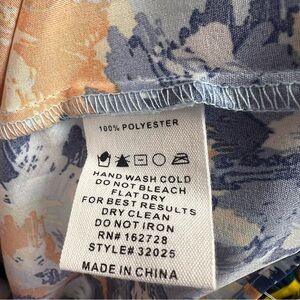 100% POLYESTER
HAND WASH COLD
DO NOT BLEACH
FLAT DRY
FOR BEST RESULTS
DRY CLEAN
DO NOT IRON
RN# 162728
STYLE# 32025
MADE IN CHINA